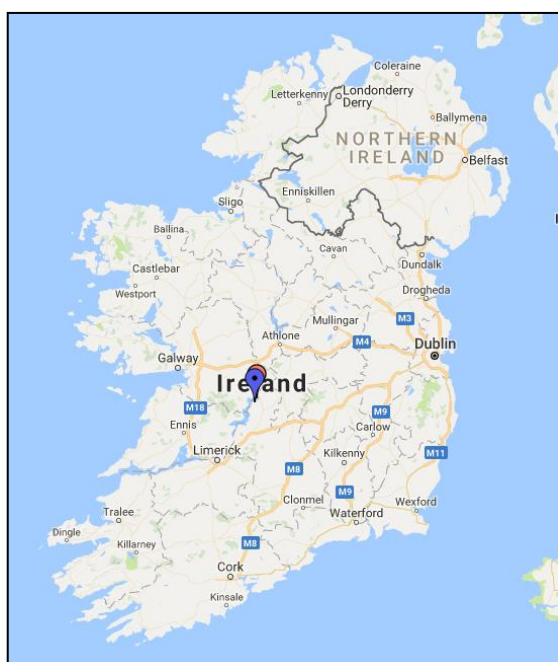 Coleraine
Letterkenny
Londonderry
Derry
Ballymena
NORTHERN
IRELAND
Belfast
Enniskillen
Sligo
Ballina
Cavan
Dundalk
Castlebar
Westport
Drogheda
Mullingar
M3
Athlone
M4
Dublin
Galway
Ireland
M18
M9
Ennis
Carlow
Limerick
Kilkenny
M11
M8
Clonmel
M9
Wexford
Tralee
Waterford
Dingle
Killarney
M8
Cork
Kinsale